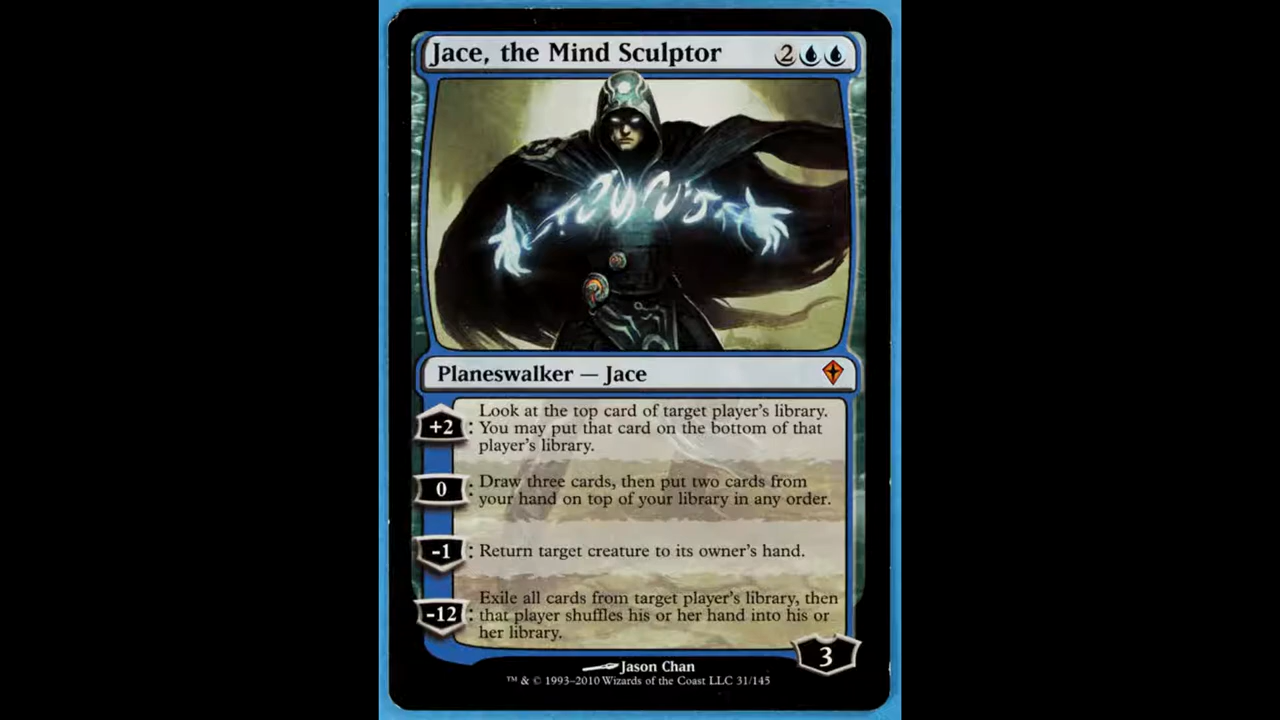 Jace, the Mind Sculptor 2
Planeswalker — Jace
+2 : Look at the top card of target player's library.
You may put that card on the bottom of that
player's library.
0 : Draw three cards, then put two cards from
your hand on top of your library in any order.
-1 : Return target creature to its owner's hand.
-12 : Exile all cards from target player's library, then
that player shuffles his or her hand into his or
her library.
3
Jason Chan
™ & © 1993–2010 Wizards of the Coast LLC 31/145